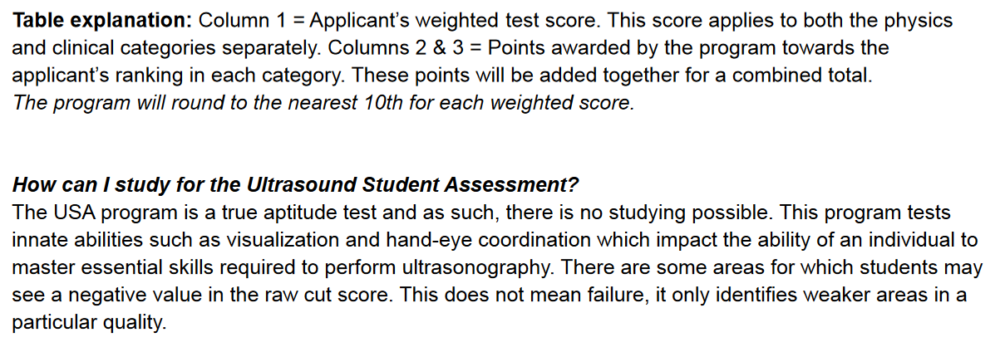 Table explanation: Column 1 = Applicant's weighted test score. This score applies to both the physics
and clinical categories separately. Columns 2 & 3 = Points awarded by the program towards the
applicant's ranking in each category. These points will be added together for a combined total.
The program will round to the nearest 10th for each weighted score.
How can I study for the Ultrasound Student Assessment?
The USA program is a true aptitude test and as such, there is no studying possible. This program tests
innate abilities such as visualization and hand-eye coordination which impact the ability of an individual to
master essential skills required to perform ultrasonography. There are some areas for which students may
see a negative value in the raw cut score. This does not mean failure, it only identifies weaker areas in a
particular quality.